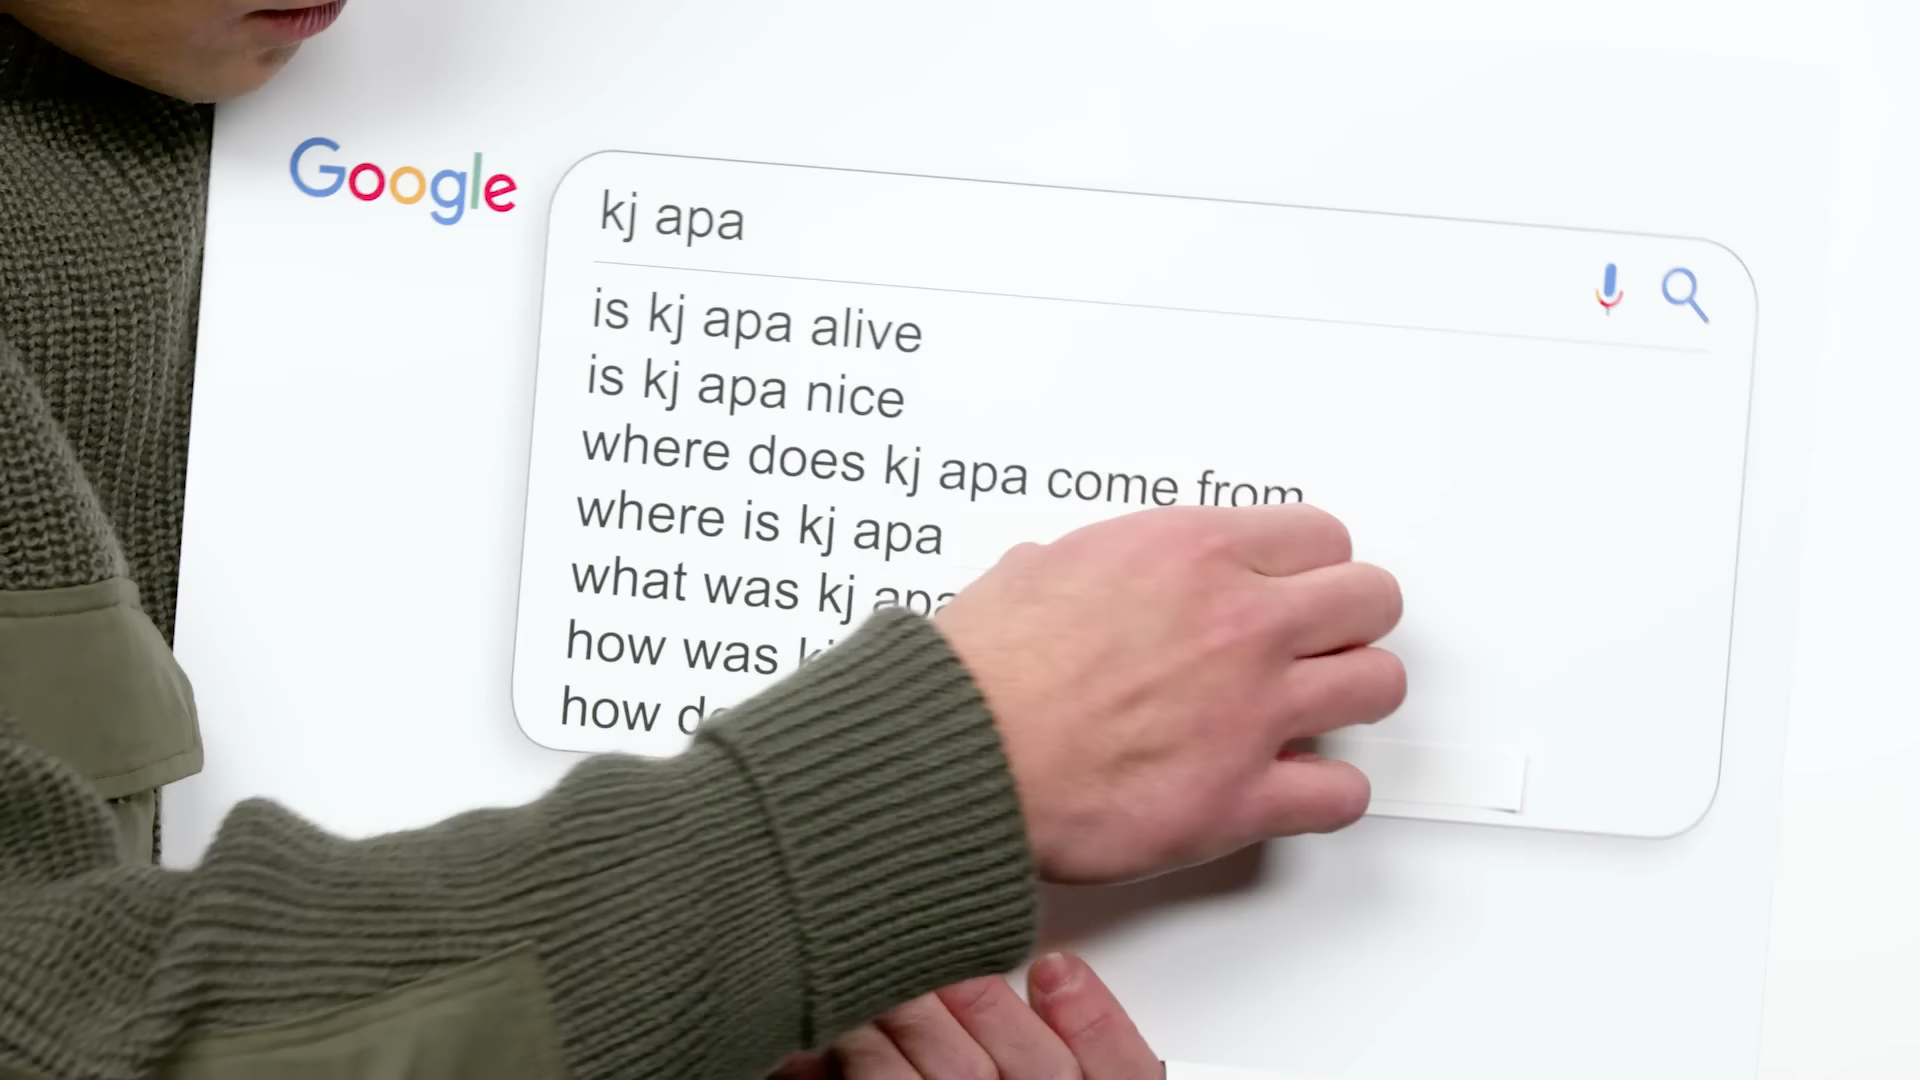 Google
kj apa
is kj apa alive
is kj apa nice
where does kj apa come from
where is kj apa
what was kj apa
how was
how